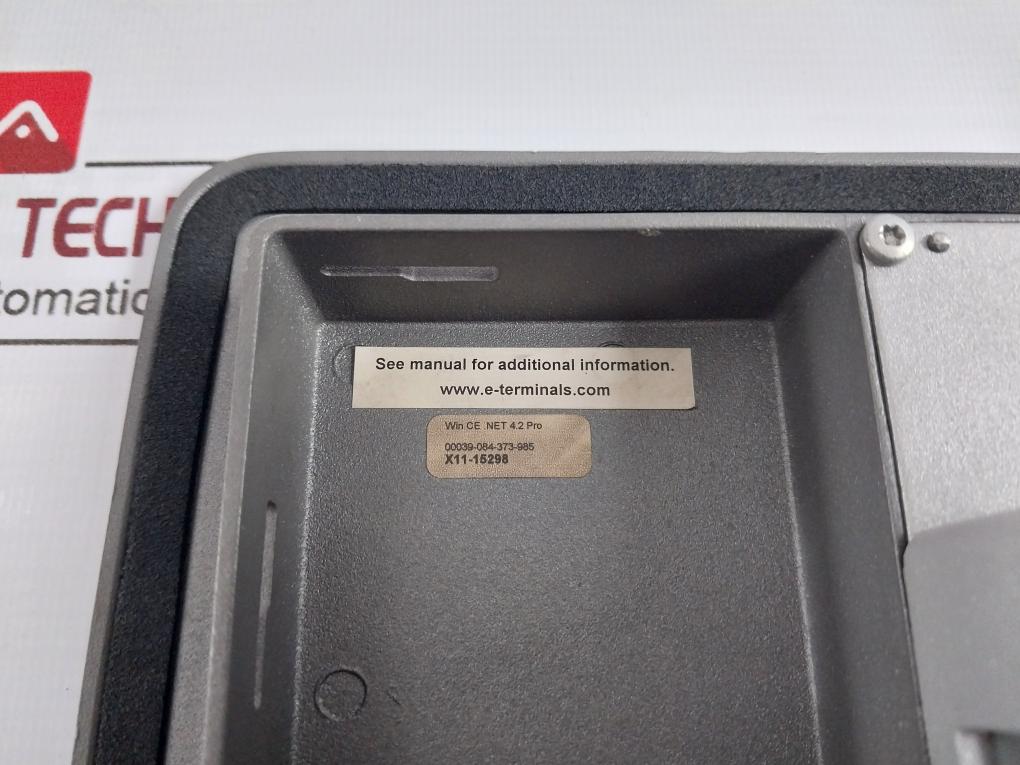 TECH
tomatic
See manual for additional information.
www.e-terminals.com
Win CE .NET 4.2 Pro
00039-084-373-985
X11-15298